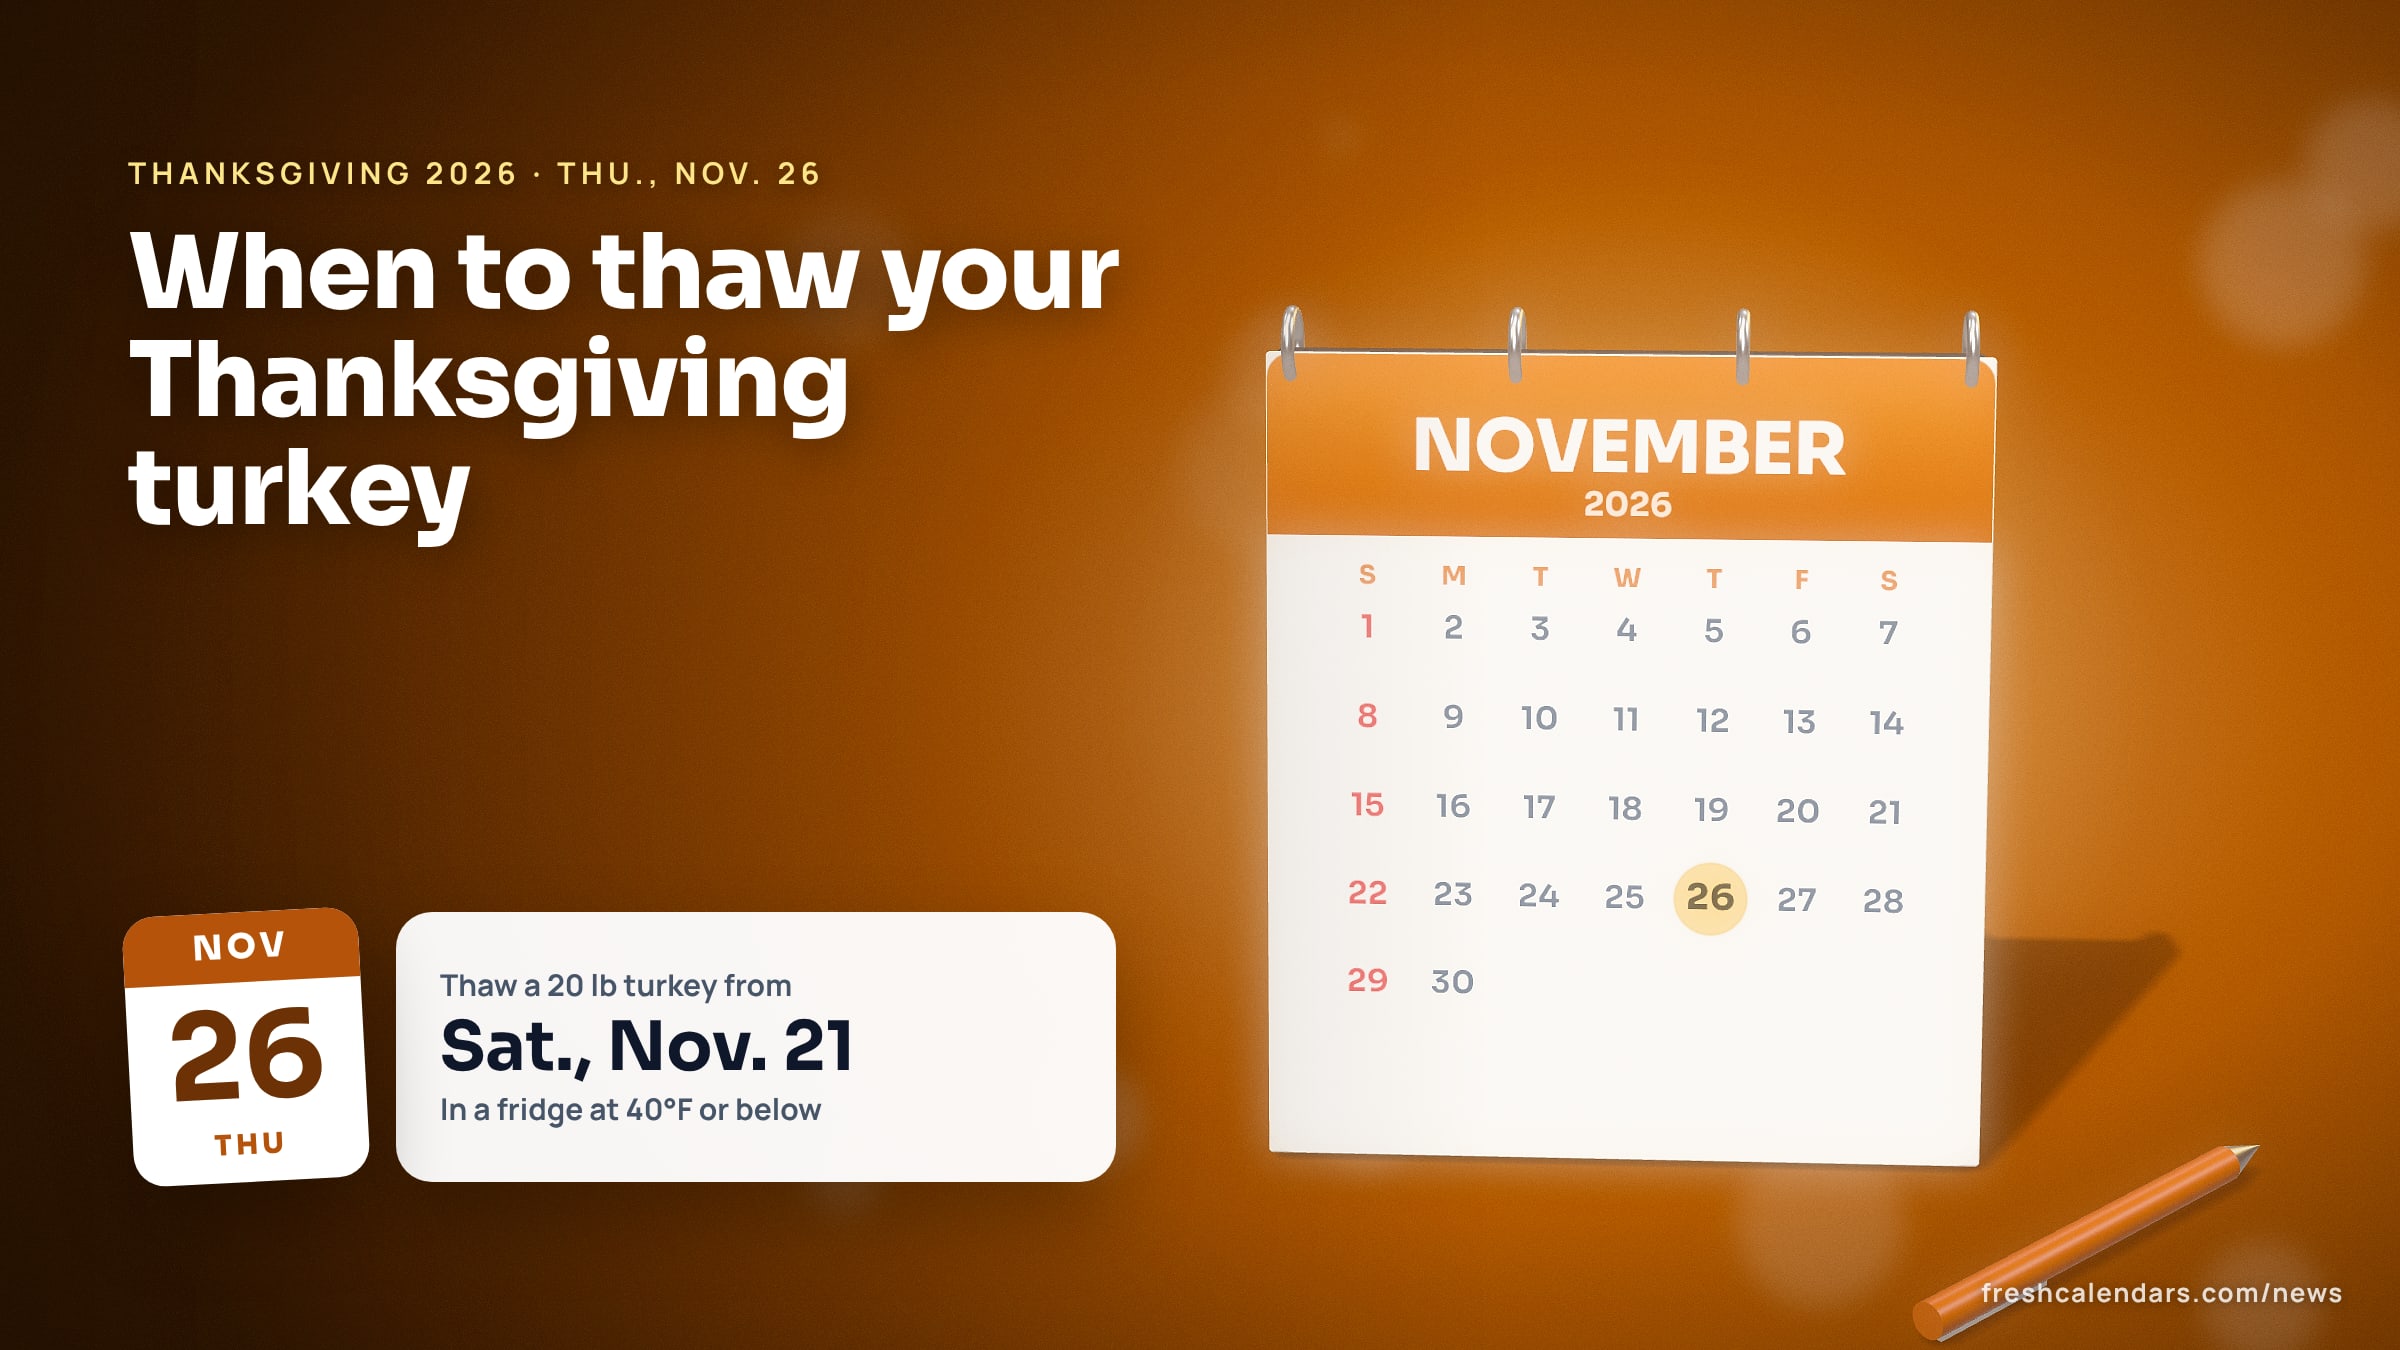 THANKSGIVING 2026 · THU., NOV. 26
When to thaw your
Thanksgiving
turkey
NOV
26
THU
Thaw a 20 lb turkey from
Sat., Nov. 21
In a fridge at 40°F or below
NOVEMBER
2026
S M T W T F S
1 2 3 4 5 6 7
8 9 10 11 12 13 14
15 16 17 18 19 20 21
22 23 24 25 26 27 28
29 30
freshcalendars.com/news